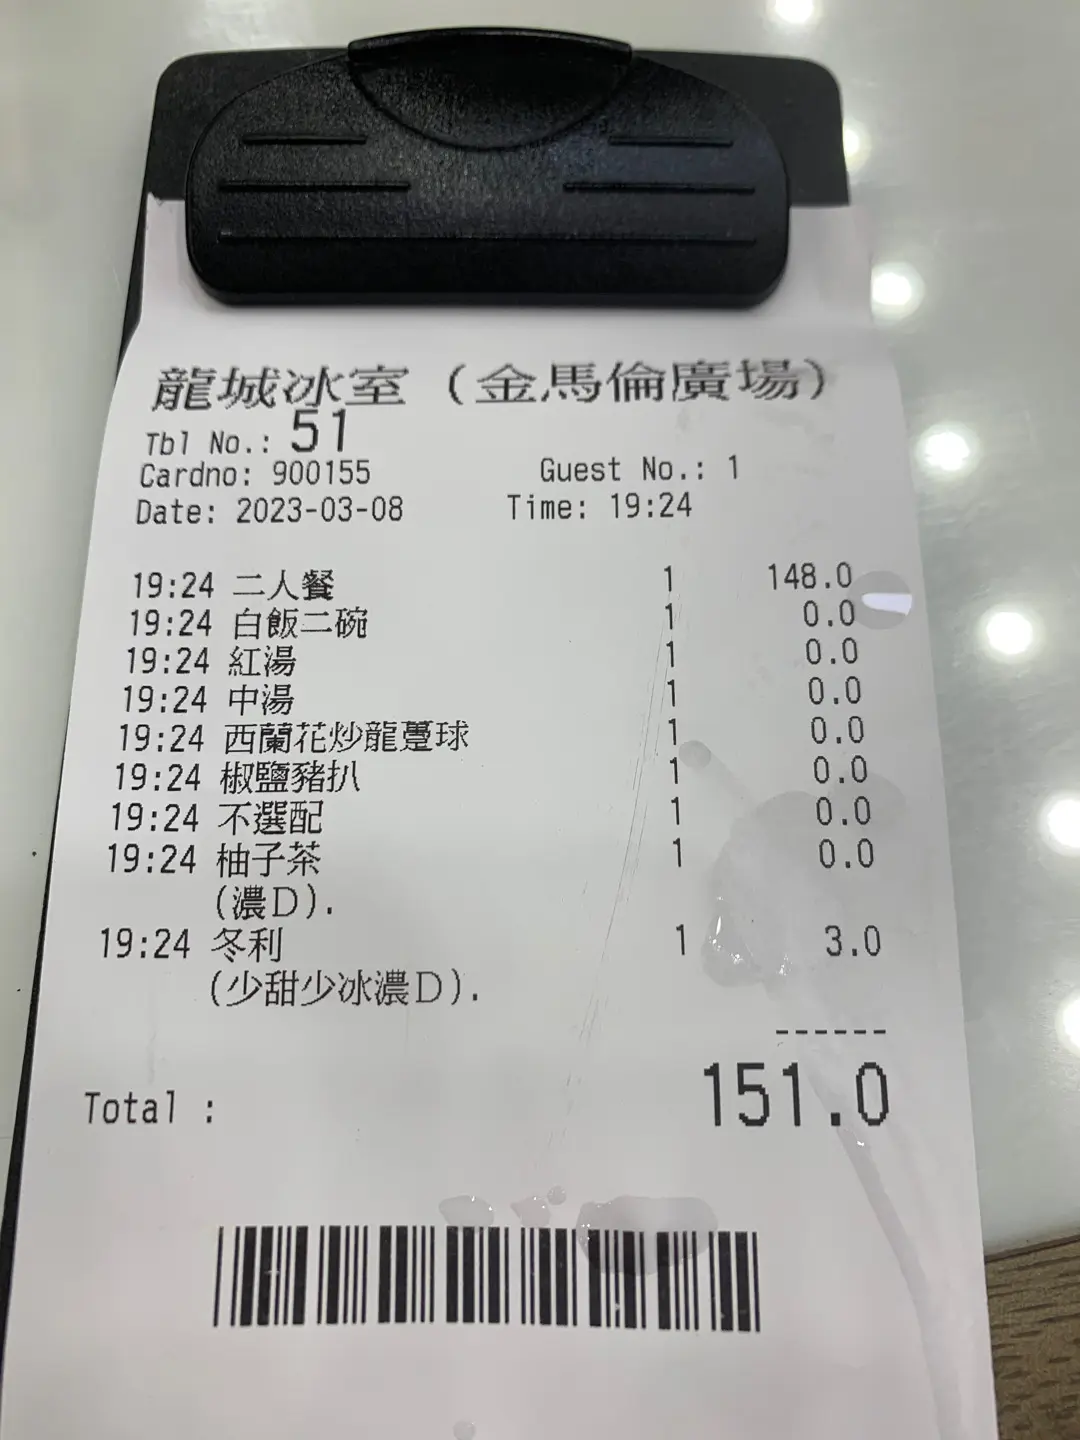 龍城冰室 (金馬倫廣場)
Tbl No.: 51
Cardno: 900155 Guest No.: 1
Date: 2023-03-08 Time: 19:24
19:24 二人餐 1 148.0
19:24 白飯二碗 1 0.0
19:24 紅湯 1 0.0
19:24 中湯 1 0.0
19:24 西蘭花炒龍躉球 1 0.0
19:24 椒鹽豬扒 1 0.0
19:24 不選配 1 0.0
19:24 柚子茶 1 0.0
(濃D).
19:24 冬利 1 3.0
(少甜少冰濃D).
------
Total : 151.0